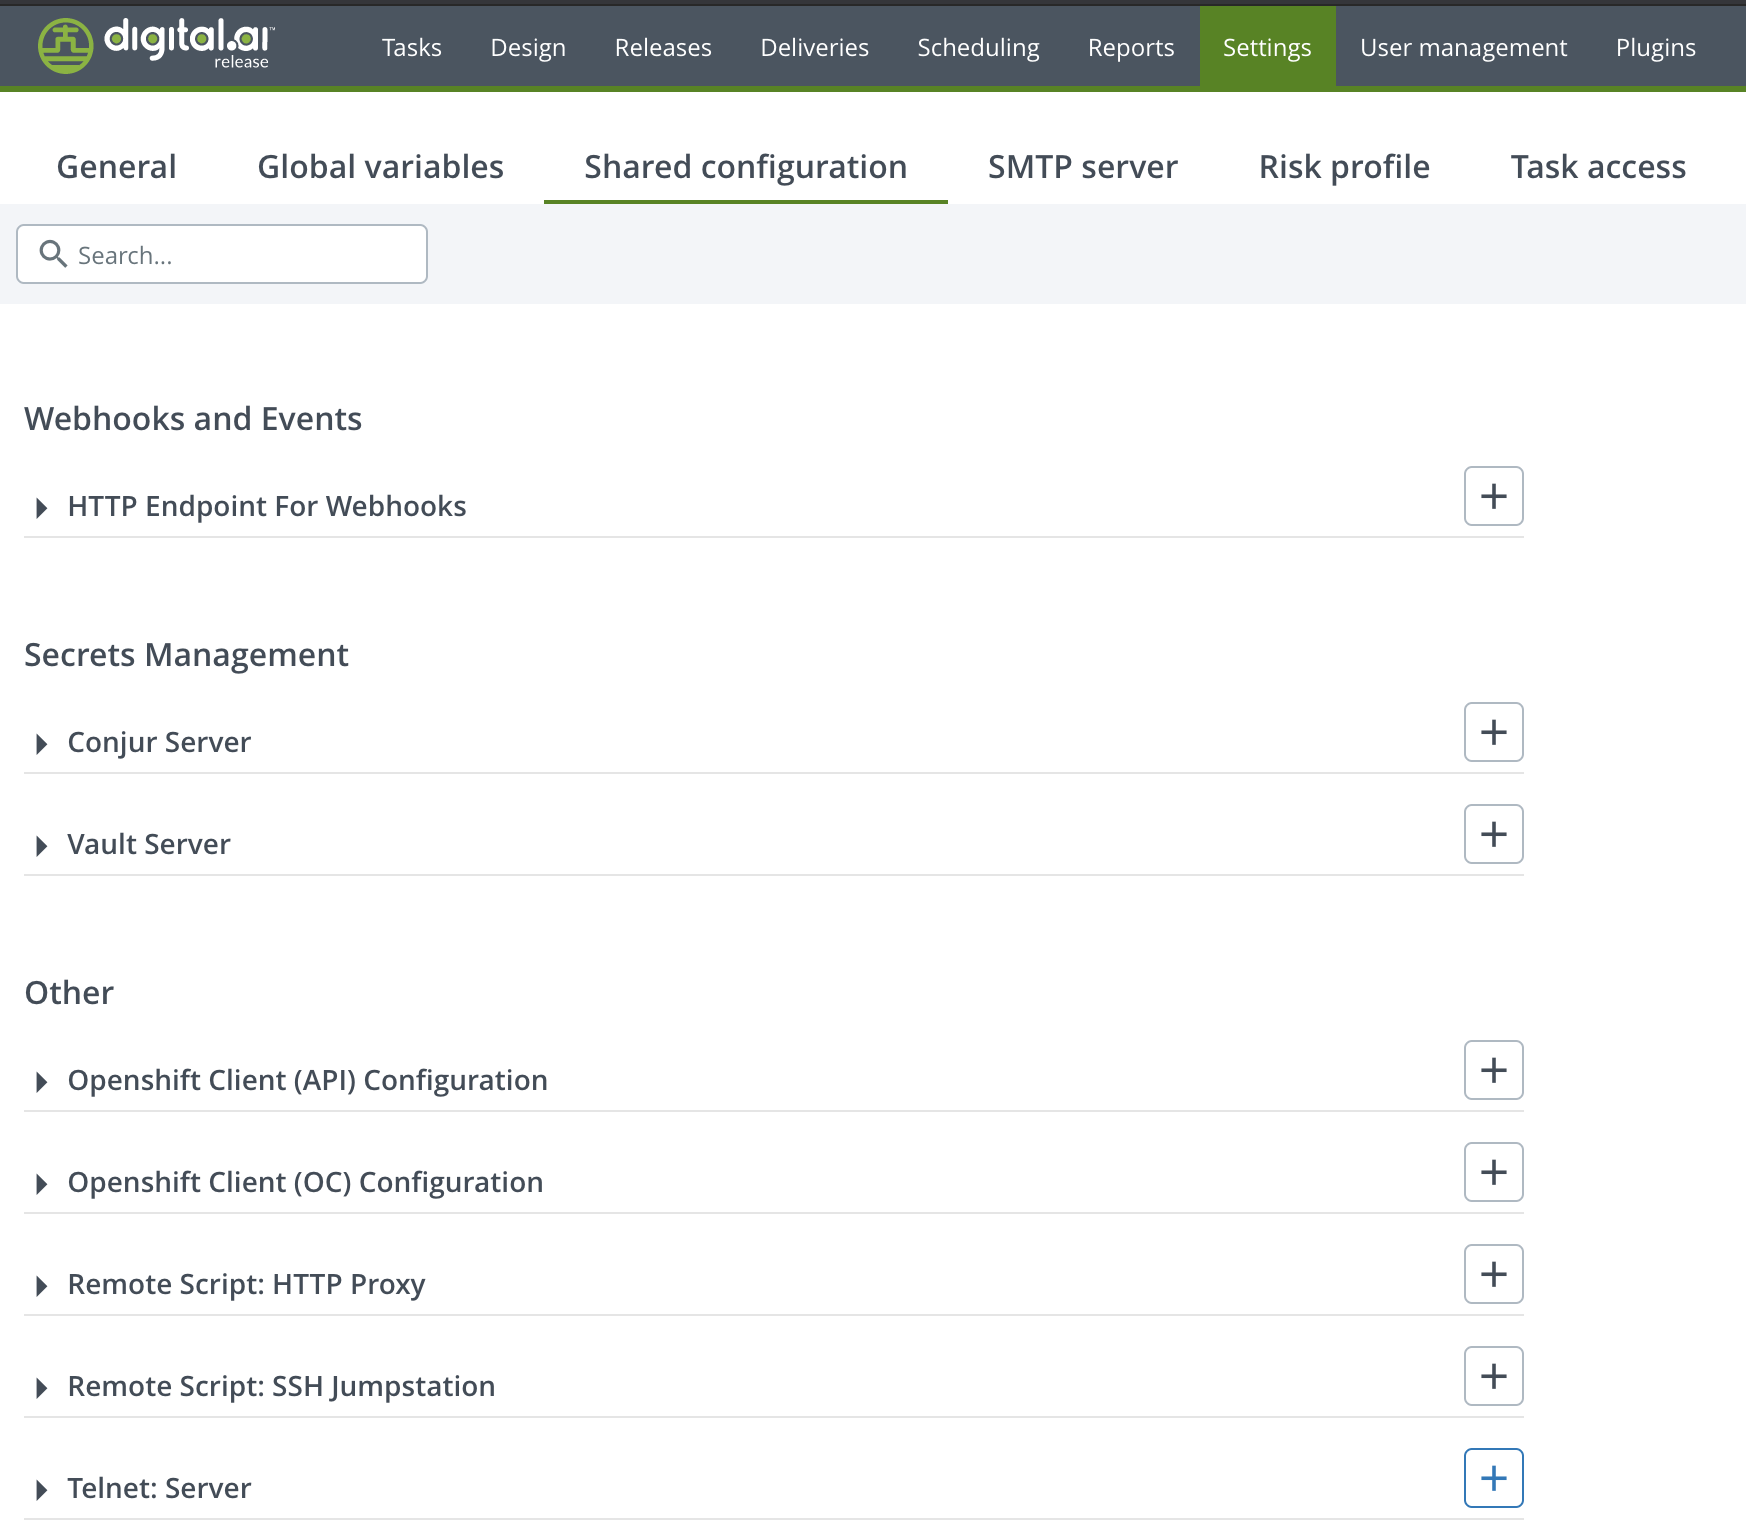 digital.ai™
release
Tasks Design Releases Deliveries Scheduling Reports Settings User management Plugins
General Global variables Shared configuration SMTP server Risk profile Task access
Search...
Webhooks and Events
HTTP Endpoint For Webhooks
Secrets Management
Conjur Server
Vault Server
Other
Openshift Client (API) Configuration
Openshift Client (OC) Configuration
Remote Script: HTTP Proxy
Remote Script: SSH Jumpstation
Telnet: Server